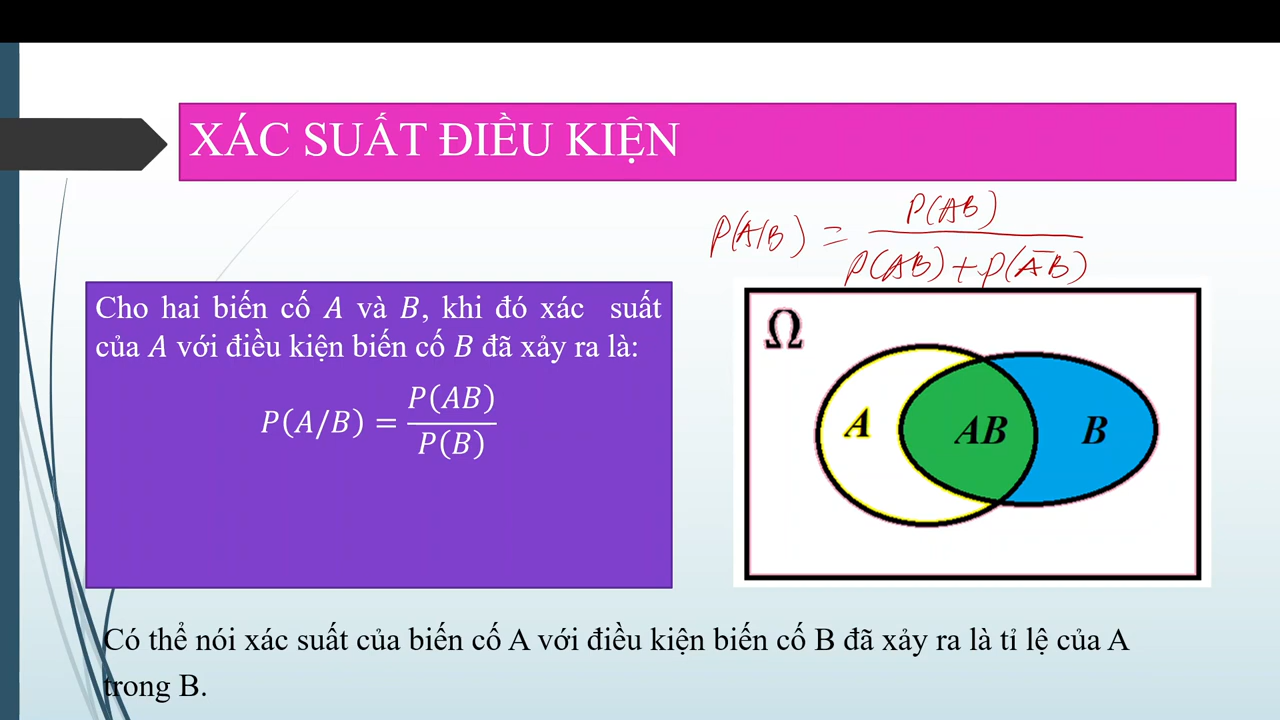 XÁC SUẤT ĐIỀU KIỆN
P(A/B) = P(AB) / P(AB) + P(A̅B)
Cho hai biến cố A và B, khi đó xác suất
của A với điều kiện biến cố B đã xảy ra là:
P(A/B) = P(AB) / P(B)
Ω
A AB B
Có thể nói xác suất của biến cố A với điều kiện biến cố B đã xảy ra là tỉ lệ của A
trong B.